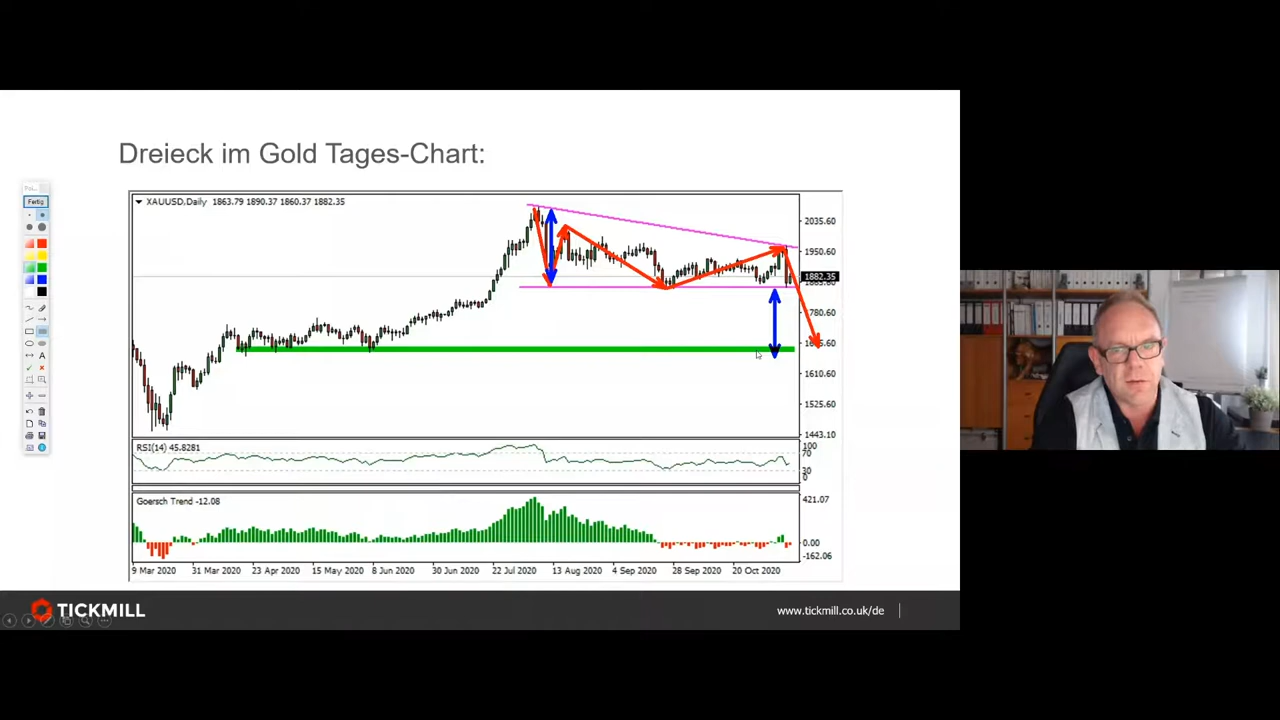 Dreieck im Gold Tages-Chart:
Fertig
XAUUSD,Daily 1863.79 1890.37 1860.37 1882.35
2035.60
1950.60
1882.35
1780.60
1610.60
1525.60
1443.10
RSI(14) 45.8281
100
70
30
0
Goersch Trend -12.08
421.07
0.00
-162.06
9 Mar 2020 31 Mar 2020 23 Apr 2020 15 May 2020 8 Jun 2020 30 Jun 2020 22 Jul 2020 13 Aug 2020 4 Sep 2020 28 Sep 2020 20 Oct 2020
TICKMILL
www.tickmill.co.uk/de